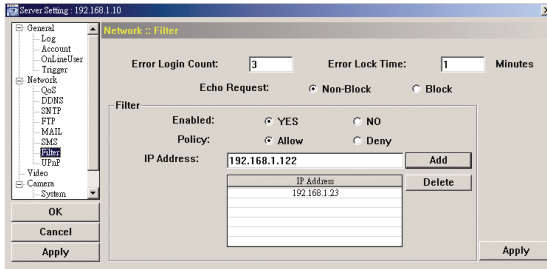 Server Setting : 192.168.1.10
General
Log
Account
OnLineUser
Trigger
Network
QoS
DDNS
SNTP
FTP
MAIL
SMS
Filter
UPnP
Video
Camera
System
OK
Cancel
Apply
Network :: Filter
Error Login Count: 3 Error Lock Time: 1 Minutes
Echo Request: Non-Block Block
Filter
Enabled: YES NO
Policy: Allow Deny
IP Address: 192.168.1.122 Add
IP Address Delete
192.168.1.23
Apply